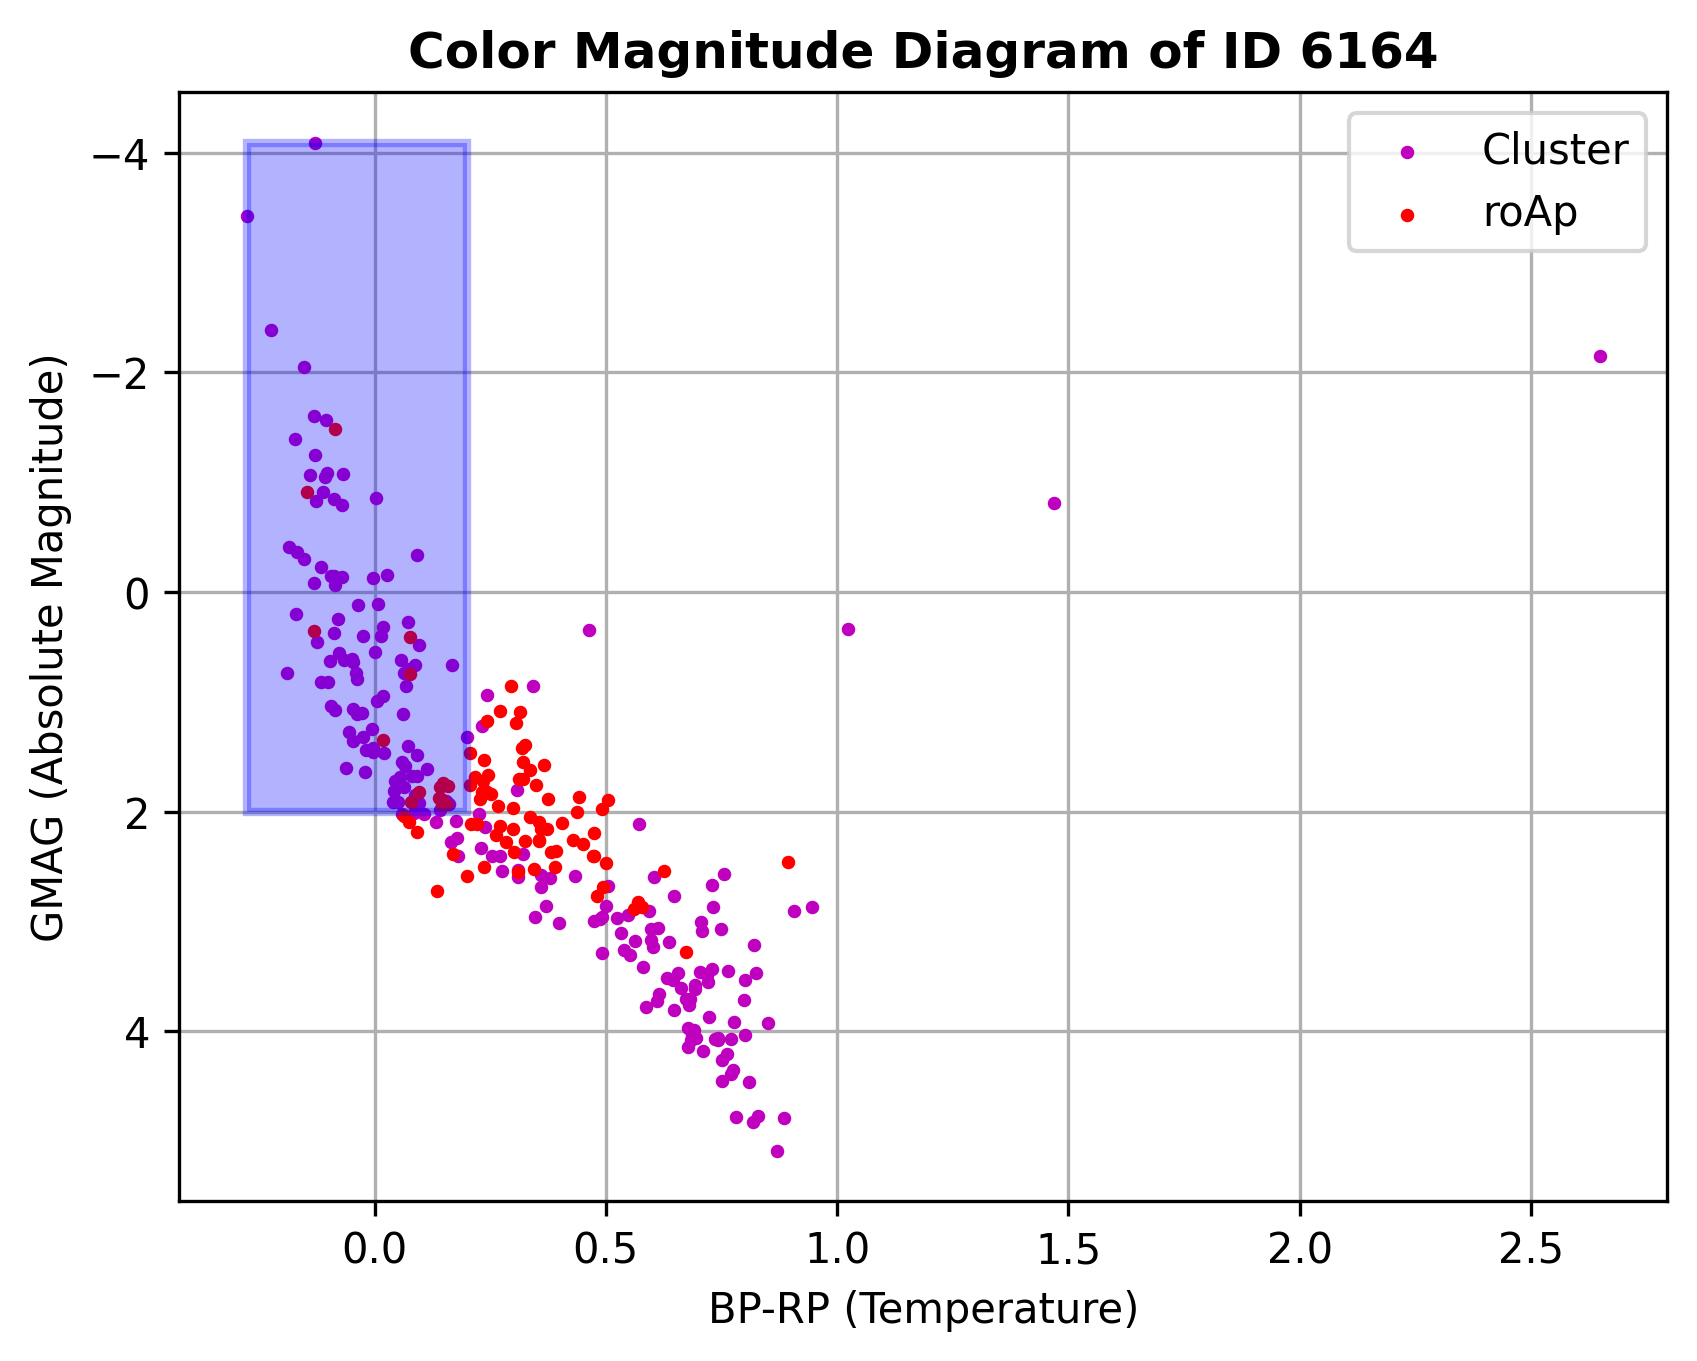 Color Magnitude Diagram of ID 6164
Cluster
roAp
−4
−2
0
2
4
GMAG (Absolute Magnitude)
0.0 0.5 1.0 1.5 2.0 2.5
BP-RP (Temperature)